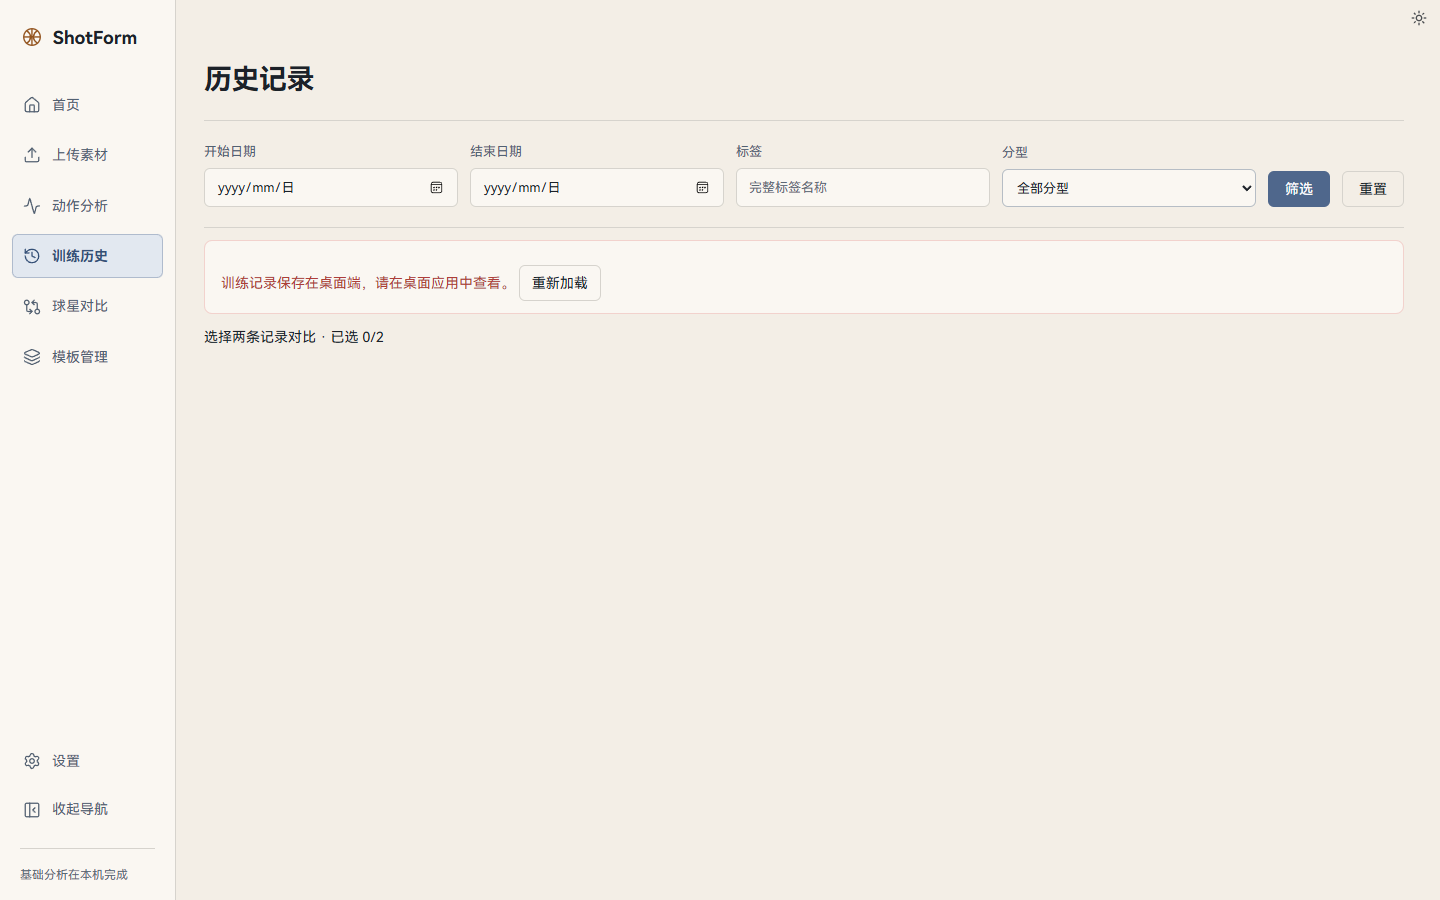 ShotForm
首页
上传素材
动作分析
训练历史
球星对比
模板管理
设置
收起导航
基础分析在本机完成
历史记录
开始日期
yyyy/mm/日
结束日期
yyyy/mm/日
标签
完整标签名称
分型
全部分型
筛选
重置
训练记录保存在桌面端，请在桌面应用中查看。 重新加载
选择两条记录对比 · 已选 0/2